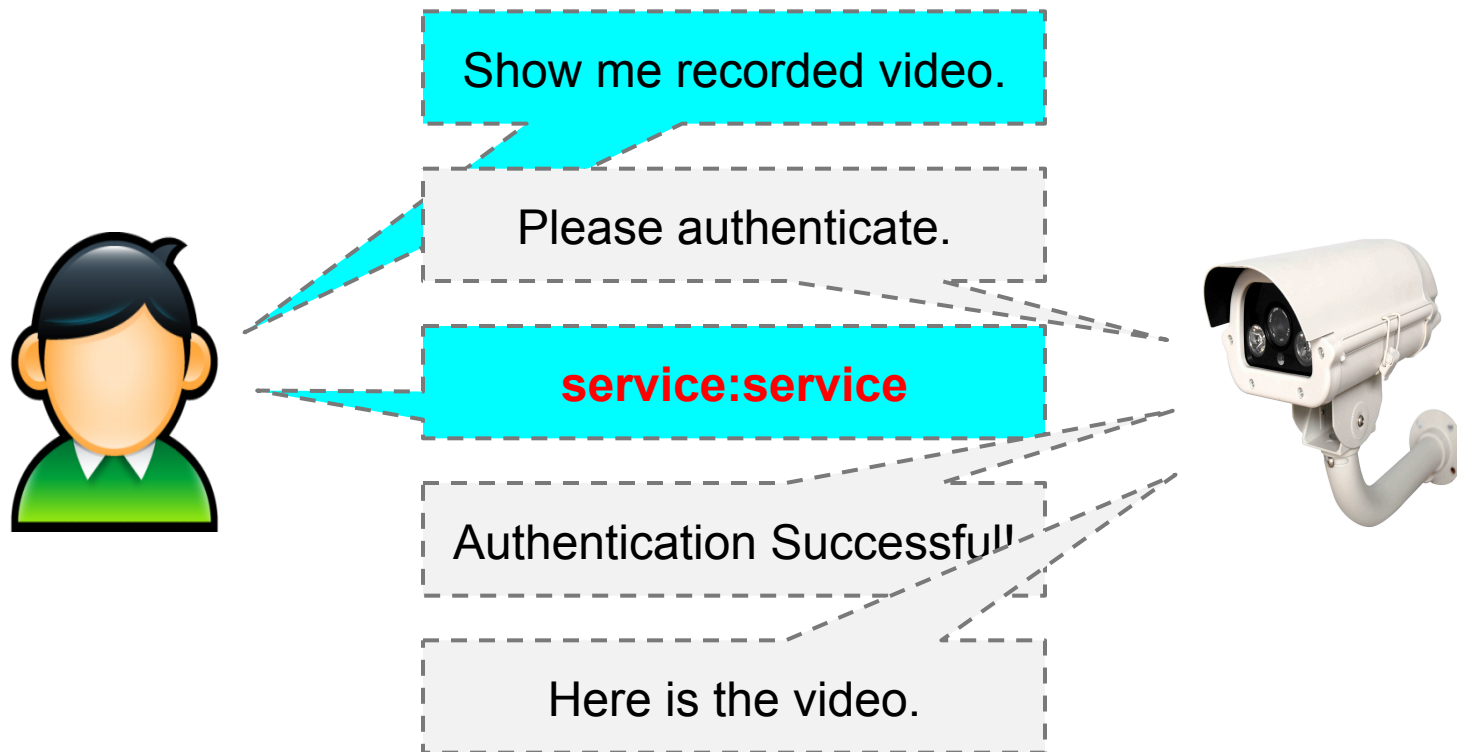 Show me recorded video.
Please authenticate.
service:service
Authentication Successful!
Here is the video.